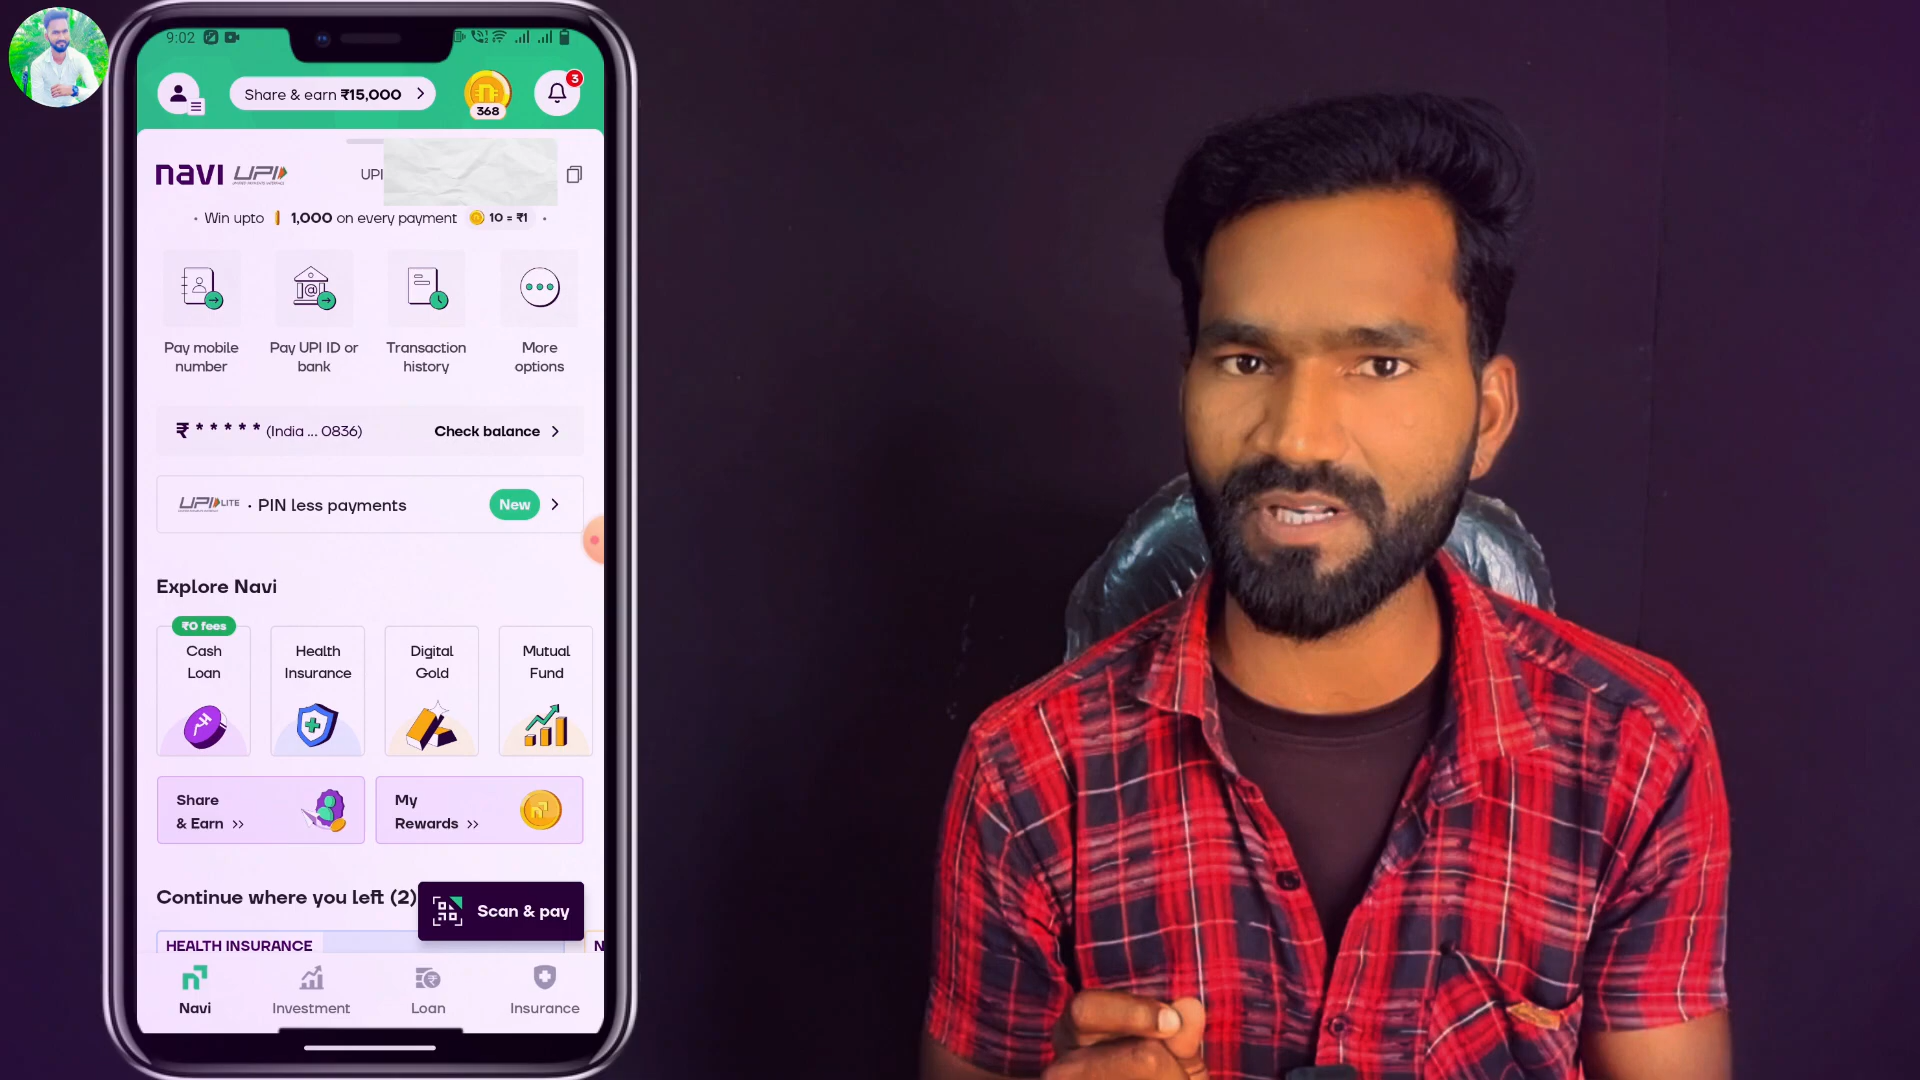 9:02
Share & earn ₹15,000
368
3
navi UPI
UPI
Win upto 1,000 on every payment 10 = ₹1
Pay mobile number
Pay UPI ID or bank
Transaction history
More options
₹ * * * * * (India ... 0836)
Check balance
UPI LITE · PIN less payments
New
Explore Navi
₹0 fees
Cash Loan
Health Insurance
Digital Gold
Mutual Fund
Share & Earn
My Rewards
Continue where you left (2)
Scan & pay
HEALTH INSURANCE
N
Navi
Investment
Loan
Insurance